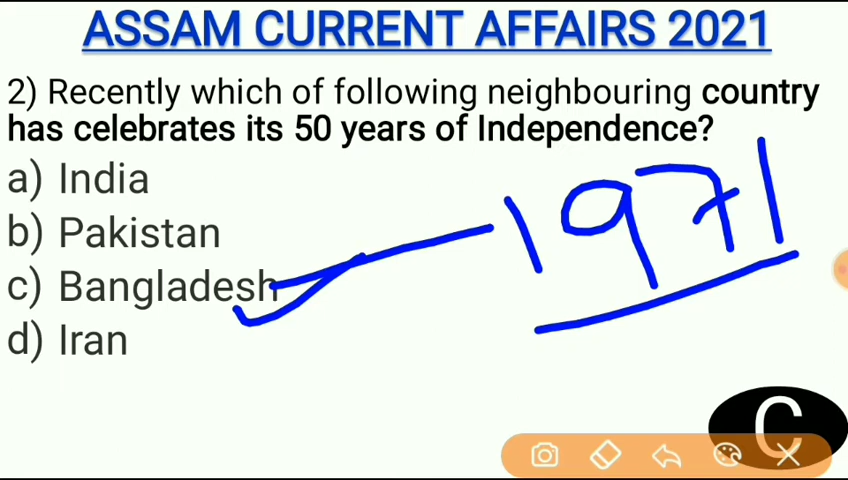 ASSAM CURRENT AFFAIRS 2021
2) Recently which of following neighbouring country
has celebrates its 50 years of Independence?
a) India
b) Pakistan
c) Bangladesh
d) Iran
1971
C